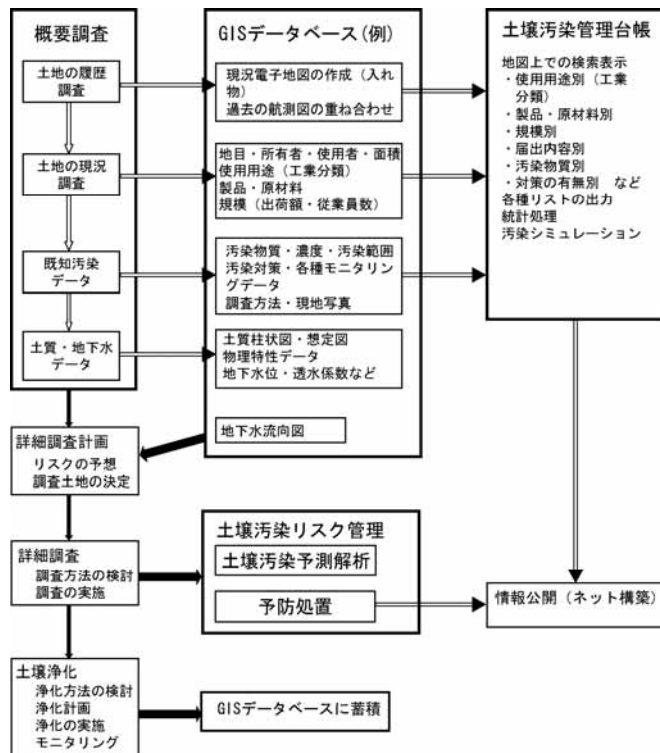 概要調査
土地の履歴
調査
土地の現況
調査
既知汚染
データ
土質・地下水
データ
GISデータベース(例)
現況電子地図の作成（入れ
物）
過去の航測図の重ね合わせ
地目・所有者・使用者・面積
使用用途（工業分類）
製品・原材料
規模（出荷額・従業員数）
汚染物質・濃度・汚染範囲
汚染対策・各種モニタリン
グデータ
調査方法・現地写真
土質柱状図・想定図
物理特性データ
地下水位・透水係数など
地下水流向図
土壌汚染管理台帳
地図上での検索表示
・使用用途別（工業
分類）
・製品・原材料別
・規模別
・届出内容別
・汚染物質別
・対策の有無別　など
各種リストの出力
統計処理
汚染シミュレーション
詳細調査計画
リスクの予想
調査土地の決定
詳細調査
調査方法の検討
調査の実施
土壌汚染リスク管理
土壌汚染予測解析
予防処置
情報公開（ネット構築）
土壌浄化
浄化方法の検討
浄化計画
浄化の実施
モニタリング
GISデータベースに蓄積